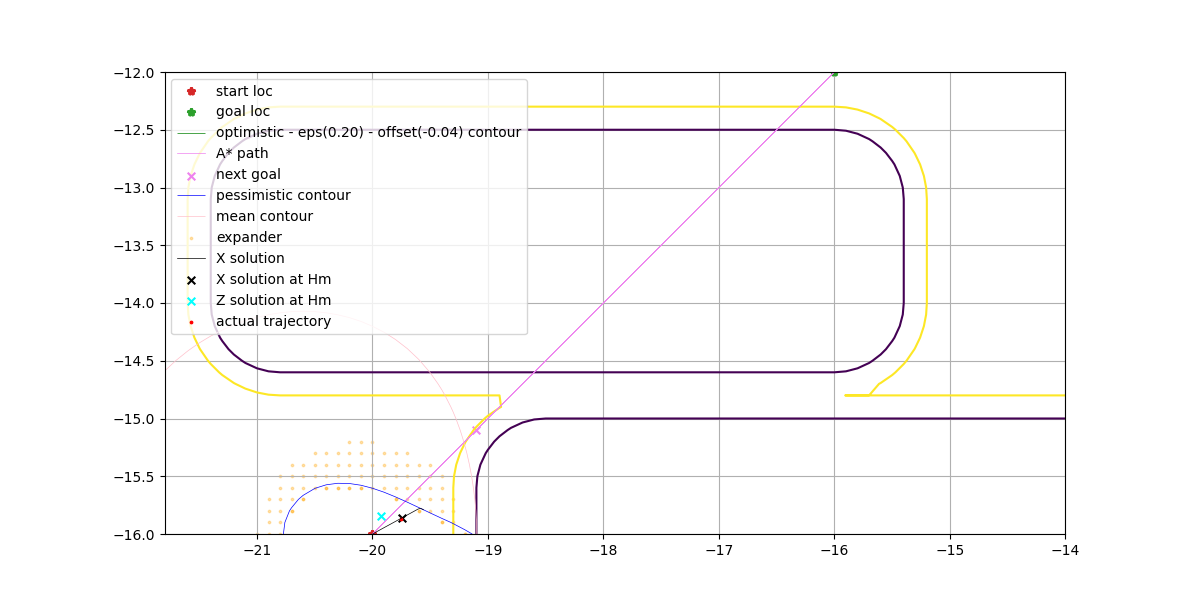 −12.0
−12.5
−13.0
−13.5
−14.0
−14.5
−15.0
−15.5
−16.0
start loc
goal loc
optimistic - eps(0.20) - offset(-0.04) contour
A* path
next goal
pessimistic contour
mean contour
expander
X solution
X solution at Hm
Z solution at Hm
actual trajectory
−21 −20 −19 −18 −17 −16 −15 −14